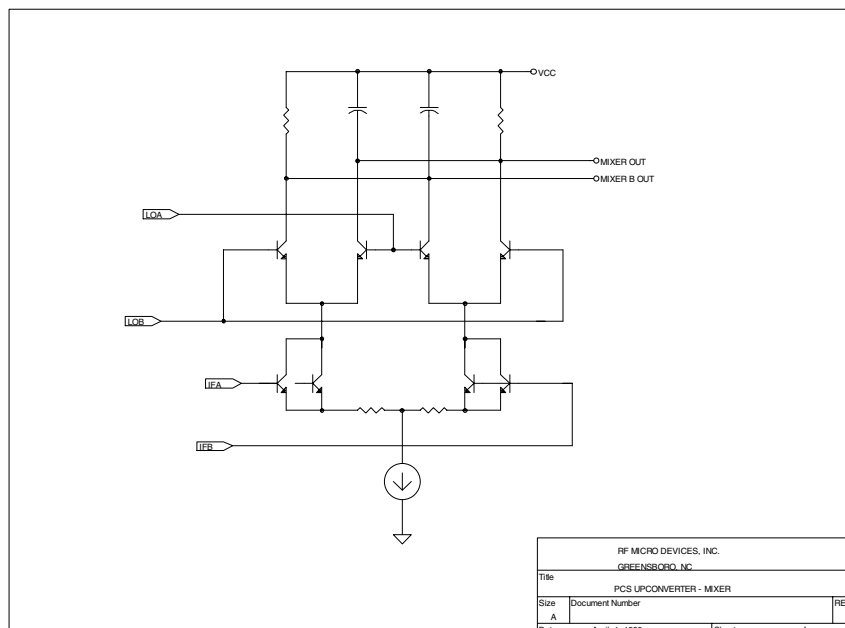 VCC
MIXER OUT
MIXER B OUT
LOA
LOB
IFA
IFB
RF MICRO DEVICES, INC.
GREENSBORO, NC
Title
PCS UPCONVERTER - MIXER
Size
Document Number
RE
A